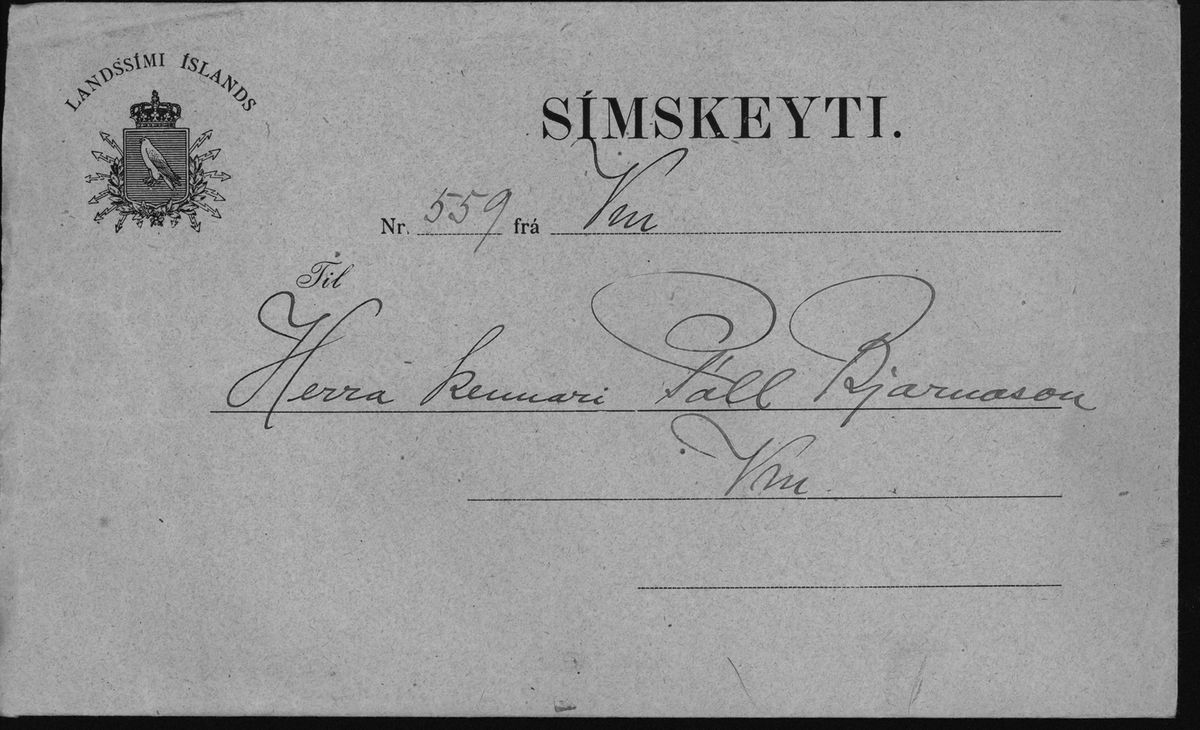 LANDSSÍMI ÍSLANDS
SÍMSKEYTI.
Nr. 559 frá Vm
Til
Herra kennari Páll Bjarnason
Vm